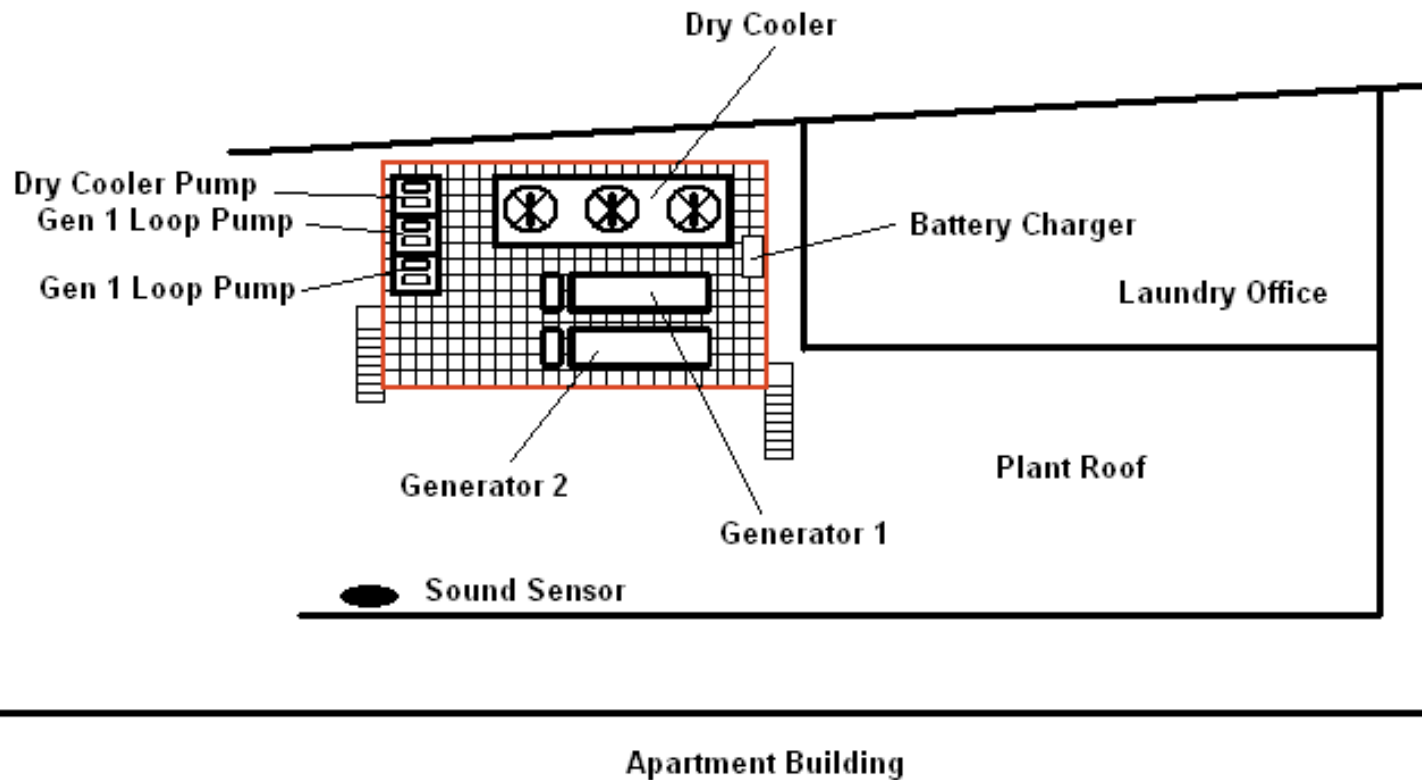 Dry Cooler
Dry Cooler Pump
Gen 1 Loop Pump
Battery Charger
Gen 1 Loop Pump
Laundry Office
Plant Roof
Generator 2
Generator 1
Sound Sensor
Apartment Building